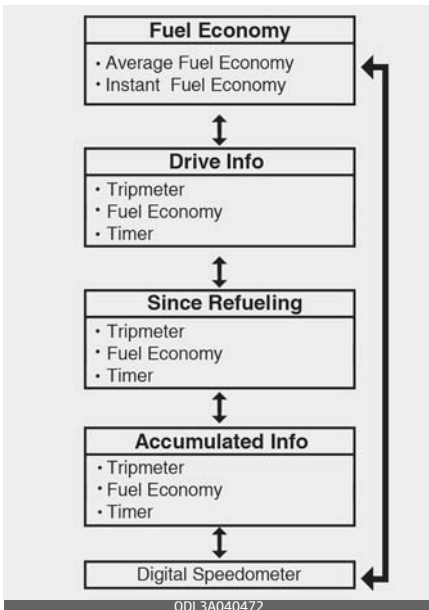 Fuel Economy
• Average Fuel Economy
• Instant Fuel Economy
Drive Info
• Tripmeter
• Fuel Economy
• Timer
Since Refueling
• Tripmeter
• Fuel Economy
• Timer
Accumulated Info
• Tripmeter
• Fuel Economy
• Timer
Digital Speedometer
ODL3A040472